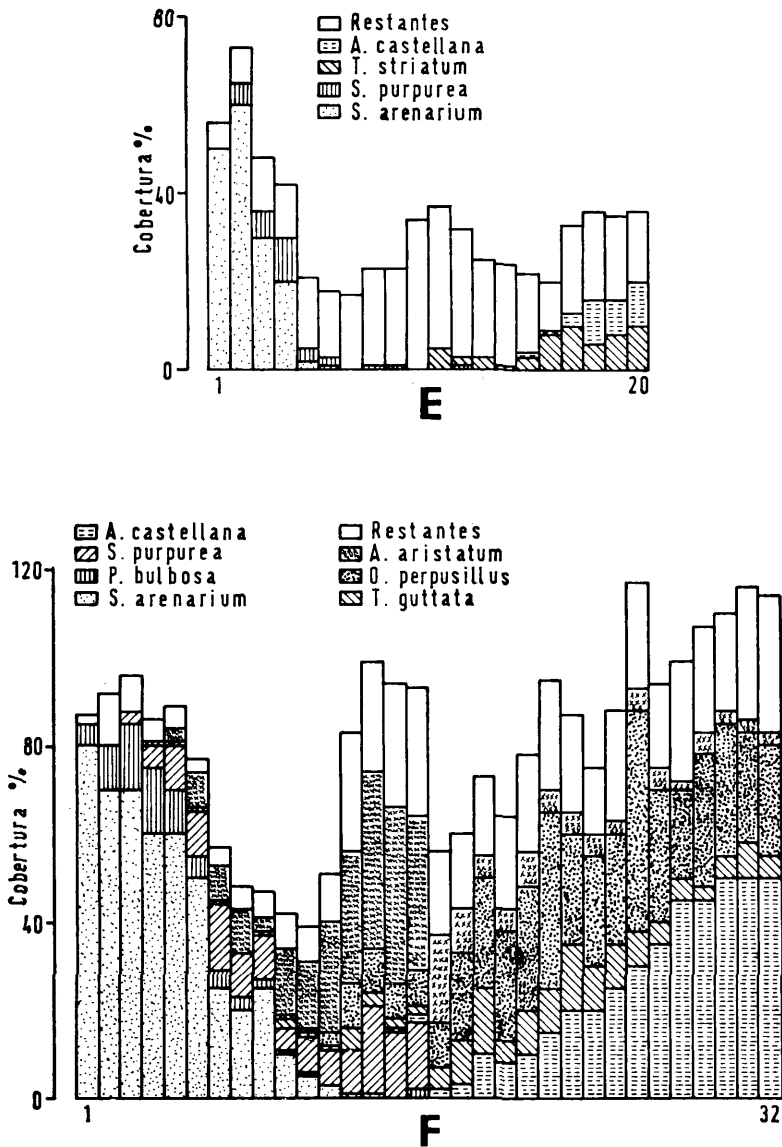 80
Restantes
A. castellana
T. striatum
S. purpurea
S. arenarium
Cobertura %
40
0
1
20
E
A. castellana
S. purpurea
P. bulbosa
S. arenarium
Restantes
A. aristatum
O. perpusillus
T. guttata
120
80
Cobertura %
40
0
1
32
F